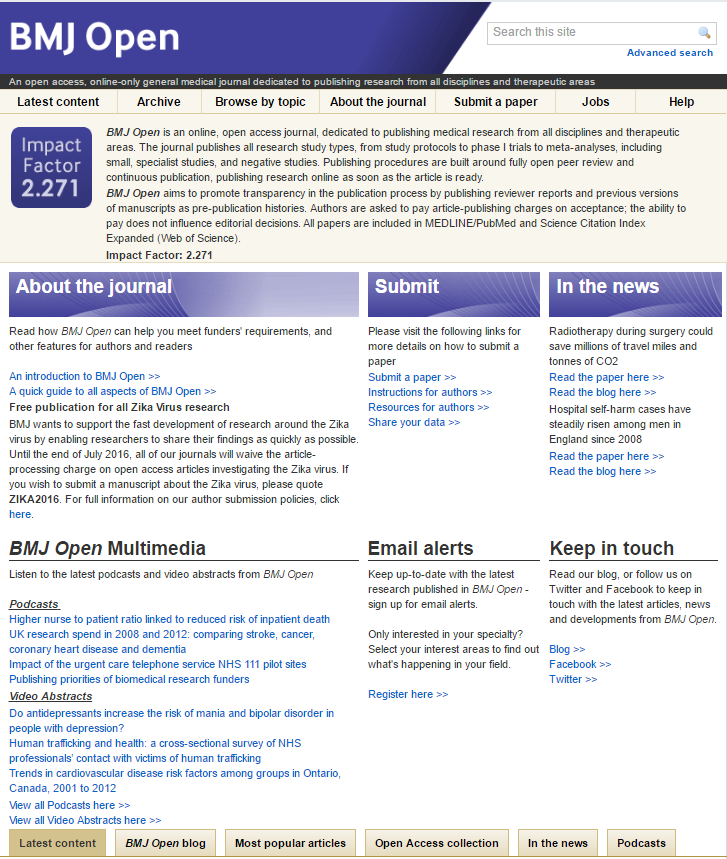 BMJ Open
Search this site
Advanced search
An open access, online-only general medical journal dedicated to publishing research from all disciplines and therapeutic areas
Latest content
Archive
Browse by topic
About the journal
Submit a paper
Jobs
Help
Impact
Factor
2.271
BMJ Open is an online, open access journal, dedicated to publishing medical research from all disciplines and therapeutic
areas. The journal publishes all research study types, from study protocols to phase I trials to meta-analyses, including
small, specialist studies, and negative studies. Publishing procedures are built around fully open peer review and
continuous publication, publishing research online as soon as the article is ready.
BMJ Open aims to promote transparency in the publication process by publishing reviewer reports and previous versions
of manuscripts as pre-publication histories. Authors are asked to pay article-publishing charges on acceptance; the ability to
pay does not influence editorial decisions. All papers are included in MEDLINE/PubMed and Science Citation Index
Expanded (Web of Science).
Impact Factor: 2.271
About the journal
Read how BMJ Open can help you meet funders' requirements, and
other features for authors and readers
An introduction to BMJ Open >>
A quick guide to all aspects of BMJ Open >>
Free publication for all Zika Virus research
BMJ wants to support the fast development of research around the Zika
virus by enabling researchers to share their findings as quickly as possible.
Until the end of July 2016, all of our journals will waive the article-
processing charge on open access articles investigating the Zika virus. If
you wish to submit a manuscript about the Zika virus, please quote
ZIKA2016. For full information on our author submission policies, click
here.
Submit
Please visit the following links for
more details on how to submit a
paper
Submit a paper >>
Instructions for authors >>
Resources for authors >>
Share your data >>
In the news
Radiotherapy during surgery could
save millions of travel miles and
tonnes of CO2
Read the paper here >>
Read the blog here >>
Hospital self-harm cases have
steadily risen among men in
England since 2008
Read the paper here >>
Read the blog here >>
BMJ Open Multimedia
Listen to the latest podcasts and video abstracts from BMJ Open
Podcasts
Higher nurse to patient ratio linked to reduced risk of inpatient death
UK research spend in 2008 and 2012: comparing stroke, cancer,
coronary heart disease and dementia
Impact of the urgent care telephone service NHS 111 pilot sites
Publishing priorities of biomedical research funders
Video Abstracts
Do antidepressants increase the risk of mania and bipolar disorder in
people with depression?
Human trafficking and health: a cross-sectional survey of NHS
professionals' contact with victims of human trafficking
Trends in cardiovascular disease risk factors among groups in Ontario,
Canada, 2001 to 2012
View all Podcasts here >>
View all Video Abstracts here >>
Email alerts
Keep up-to-date with the latest
research published in BMJ Open -
sign up for email alerts.
Only interested in your specialty?
Select your interest areas to find out
what's happening in your field.
Register here >>
Keep in touch
Read our blog, or follow us on
Twitter and Facebook to keep in
touch with the latest articles, news
and developments from BMJ Open.
Blog >>
Facebook >>
Twitter >>
Latest content
BMJ Open blog
Most popular articles
Open Access collection
In the news
Podcasts